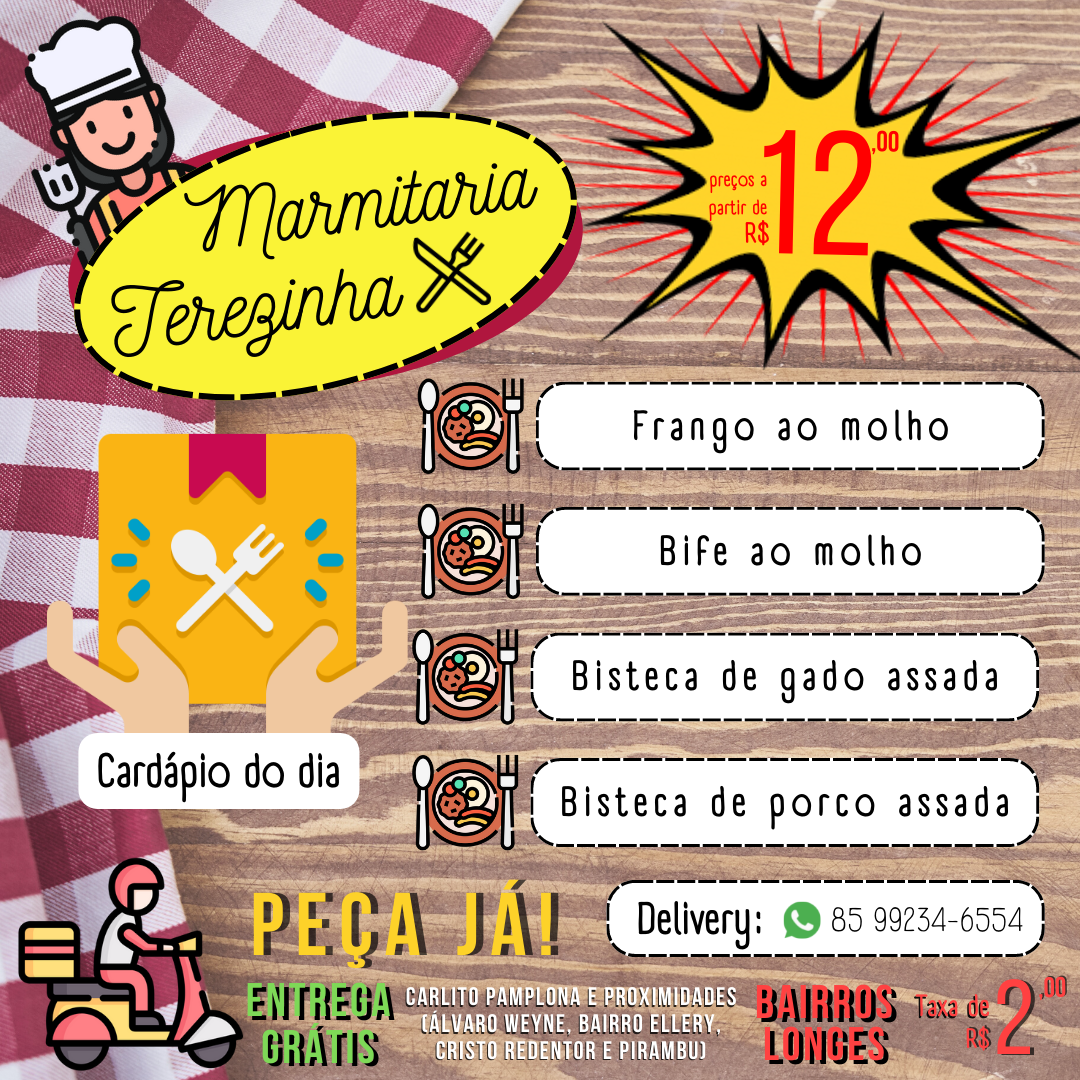 Marmitaria
Terezinha
preços a
partir de
R$ 12,00
Frango ao molho
Bife ao molho
Bisteca de gado assada
Bisteca de porco assada
Cardápio do dia
PEÇA JÁ!
Delivery: 85 99234-6554
ENTREGA
GRÁTIS
CARLITO PAMPLONA E PROXIMIDADES
(ÁLVARO WEYNE, BAIRRO ELLERY,
CRISTO REDENTOR E PIRAMBU)
BAIRROS
LONGES
Taxa de
R$ 2,00